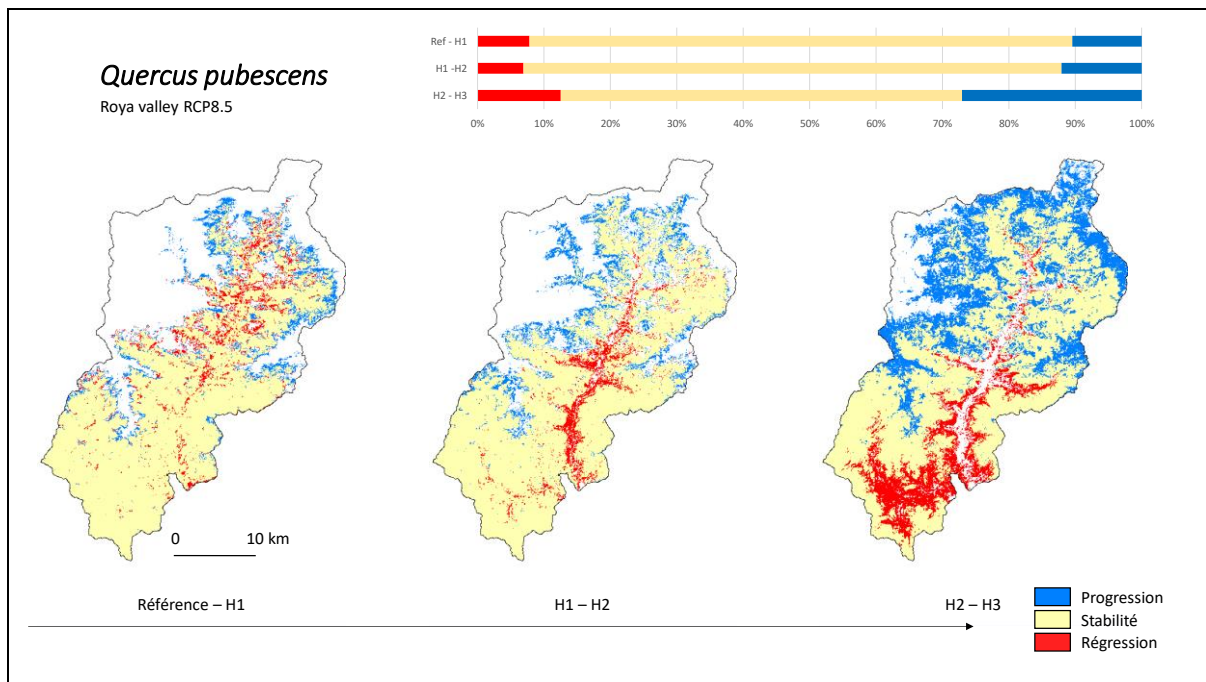 Quercus pubescens
Roya valley RCP8.5
Ref - H1
H1 -H2
H2 - H3
0% 10% 20% 30% 40% 50% 60% 70% 80% 90% 100%
0 10 km
Référence – H1
H1 – H2
H2 – H3
Progression
Stabilité
Régression